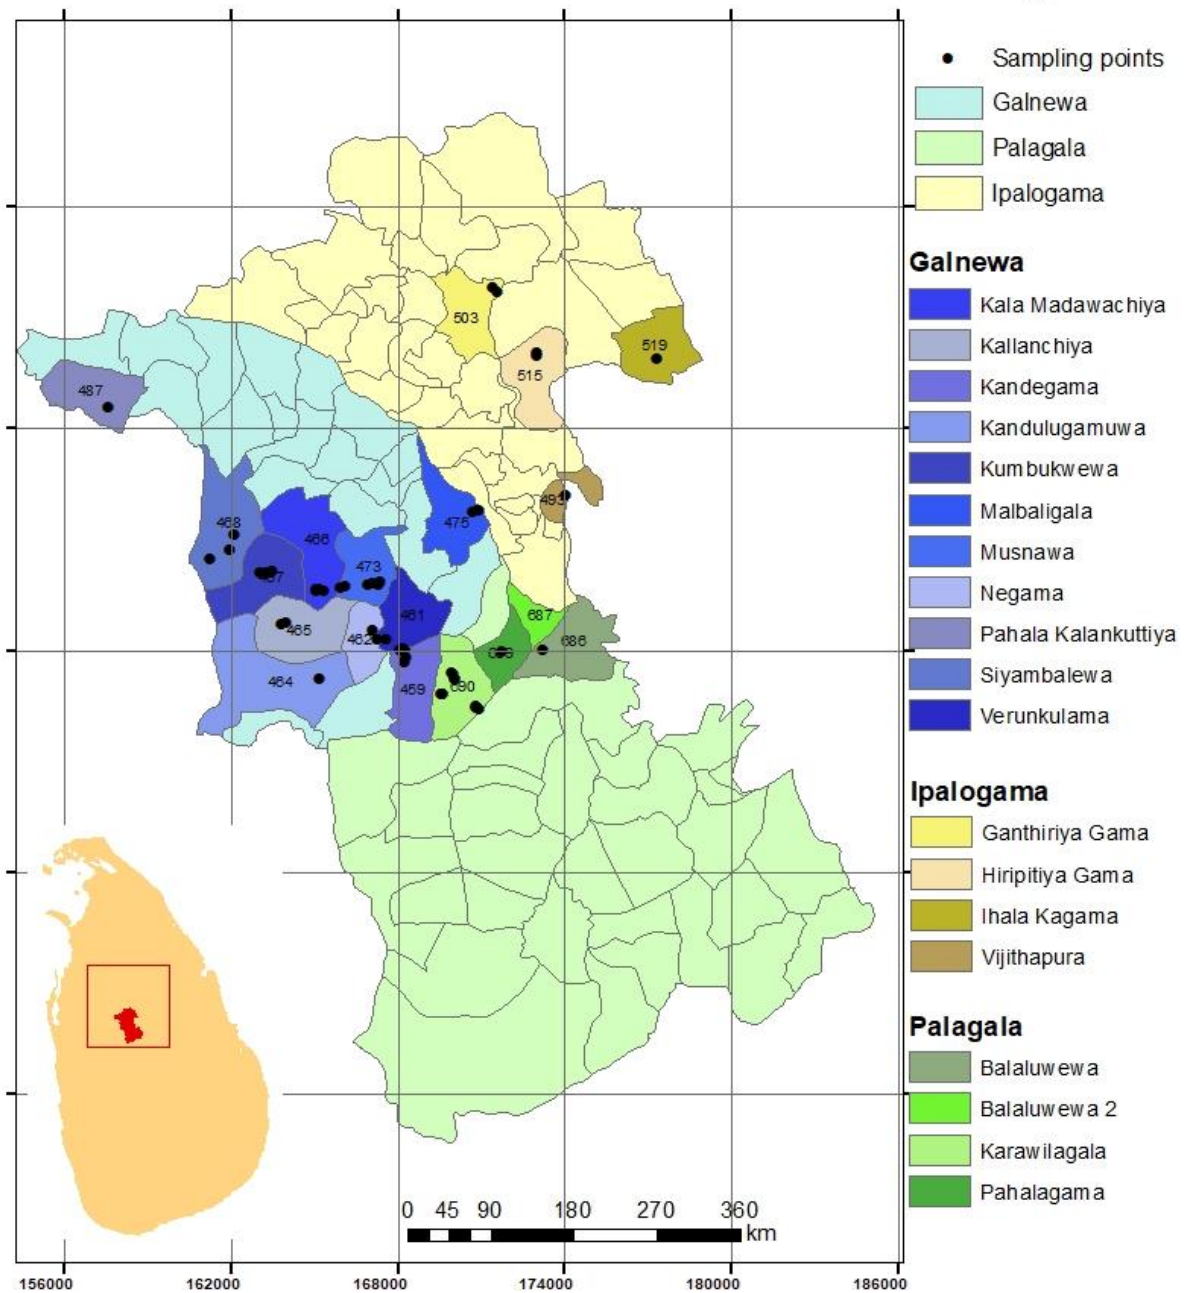 Sampling points
Galnewa
Palagala
Ipalogama
Galnewa
Kala Madawachiya
Kallanchiya
Kandegama
Kandulugamuwa
Kumbukwewa
Malbaligala
Musnawa
Negama
Pahala Kalankuttiya
Siyambalewa
Verunkulama
Ipalogama
Ganthiriya Gama
Hiripitiya Gama
Ihala Kagama
Vijithapura
Palagala
Balaluwewa
Balaluwewa 2
Karawilagala
Pahalagama
503
519
515
487
493
468
475
466
473
461
687
465
462
686
464
459
690
0 45 90 180 270 360
km
156000 162000 168000 174000 180000 186000